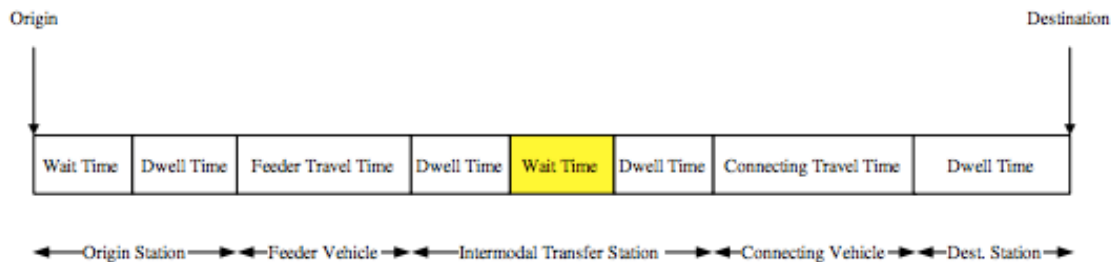 Origin Destination
Wait Time Dwell Time Feeder Travel Time Dwell Time Wait Time Dwell Time Connecting Travel Time Dwell Time
Origin Station Feeder Vehicle Intermodal Transfer Station Connecting Vehicle Dest. Station